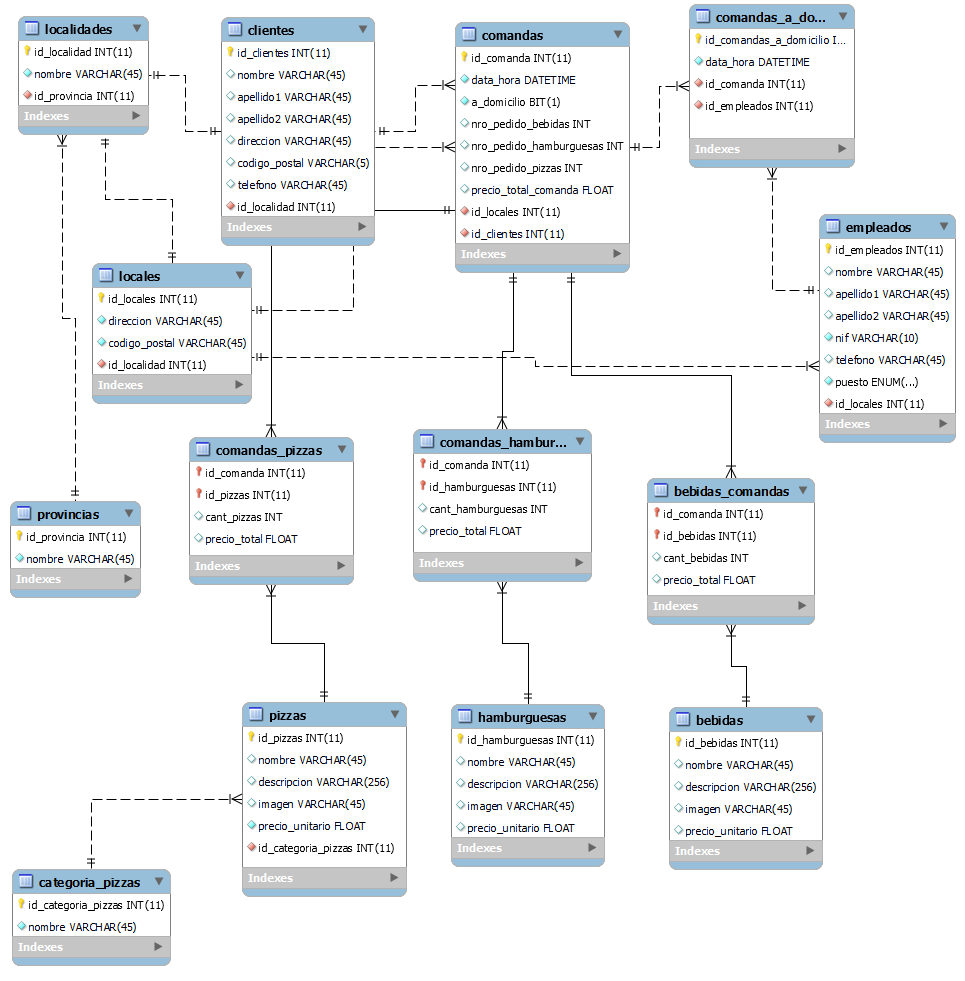 localidades
id_localidad INT(11)
nombre VARCHAR(45)
id_provincia INT(11)
Indexes
clientes
id_clientes INT(11)
nombre VARCHAR(45)
apellido1 VARCHAR(45)
apellido2 VARCHAR(45)
direccion VARCHAR(45)
codigo_postal VARCHAR(5)
telefono VARCHAR(45)
id_localidad INT(11)
Indexes
comandas
id_comanda INT(11)
data_hora DATETIME
a_domicilio BIT(1)
nro_pedido_bebidas INT
nro_pedido_hamburguesas INT
nro_pedido_pizzas INT
precio_total_comanda FLOAT
id_locales INT(11)
id_clientes INT(11)
Indexes
comandas_a_do...
id_comandas_a_domicilio I...
data_hora DATETIME
id_comanda INT(11)
id_empleados INT(11)
Indexes
empleados
id_empleados INT(11)
nombre VARCHAR(45)
apellido1 VARCHAR(45)
apellido2 VARCHAR(45)
nif VARCHAR(10)
telefono VARCHAR(45)
puesto ENUM(...)
id_locales INT(11)
Indexes
locales
id_locales INT(11)
direccion VARCHAR(45)
codigo_postal VARCHAR(45)
id_localidad INT(11)
Indexes
comandas_pizzas
id_comanda INT(11)
id_pizzas INT(11)
cant_pizzas INT
precio_total FLOAT
Indexes
comandas_hambur...
id_comanda INT(11)
id_hamburguesas INT(11)
cant_hamburguesas INT
precio_total FLOAT
Indexes
bebidas_comandas
id_comanda INT(11)
id_bebidas INT(11)
cant_bebidas INT
precio_total FLOAT
Indexes
provincias
id_provincia INT(11)
nombre VARCHAR(45)
Indexes
pizzas
id_pizzas INT(11)
nombre VARCHAR(45)
descripcion VARCHAR(256)
imagen VARCHAR(45)
precio_unitario FLOAT
id_categoria_pizzas INT(11)
Indexes
hamburguesas
id_hamburguesas INT(11)
nombre VARCHAR(45)
descripcion VARCHAR(256)
imagen VARCHAR(45)
precio_unitario FLOAT
Indexes
bebidas
id_bebidas INT(11)
nombre VARCHAR(45)
descripcion VARCHAR(256)
imagen VARCHAR(45)
precio_unitario FLOAT
Indexes
categoria_pizzas
id_categoria_pizzas INT(11)
nombre VARCHAR(45)
Indexes